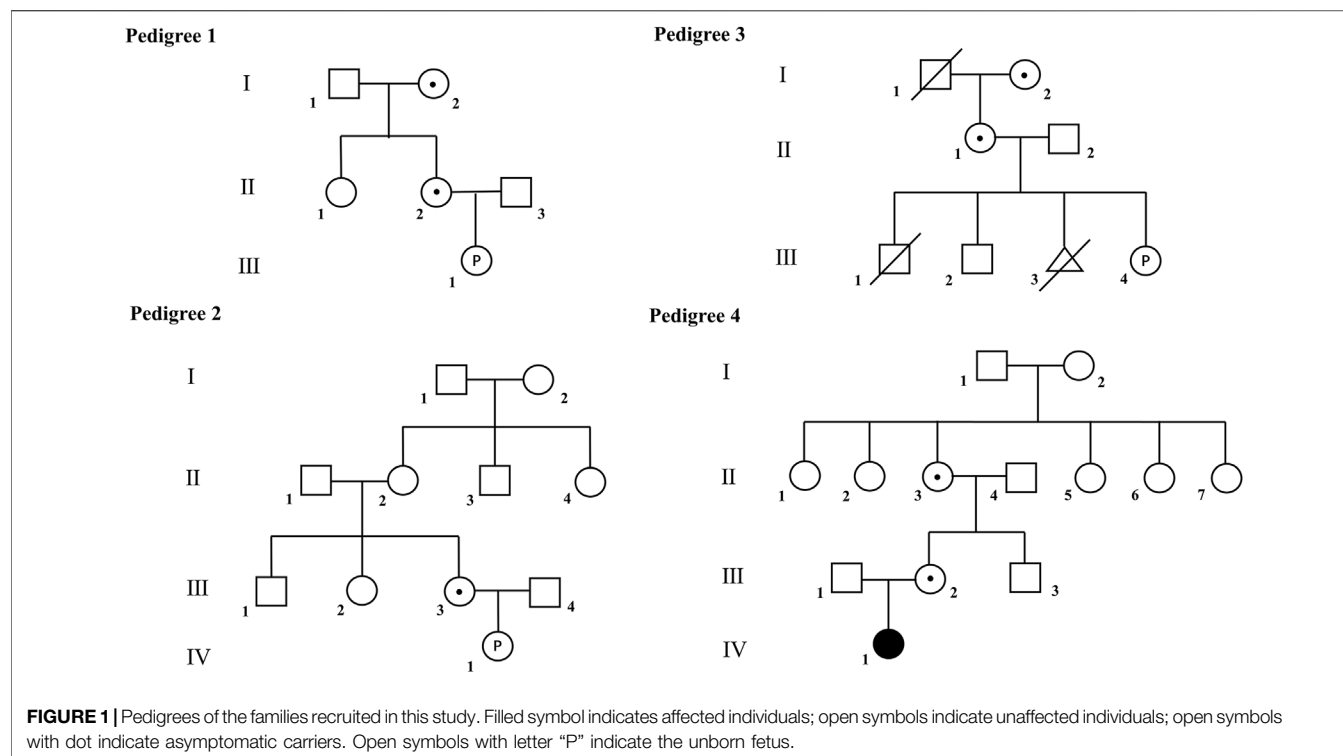 Pedigree 1
I
1
2
II
1
2
3
III
P
1
Pedigree 3
I
1
2
II
1
2
III
1
2
3
P
4
Pedigree 2
I
1
2
II
1
2
3
4
III
1
2
3
4
IV
P
1
Pedigree 4
I
1
2
II
1
2
3
4
5
6
7
III
1
2
3
IV
1
FIGURE 1 | Pedigrees of the families recruited in this study. Filled symbol indicates affected individuals; open symbols indicate unaffected individuals; open symbols
with dot indicate asymptomatic carriers. Open symbols with letter “P” indicate the unborn fetus.